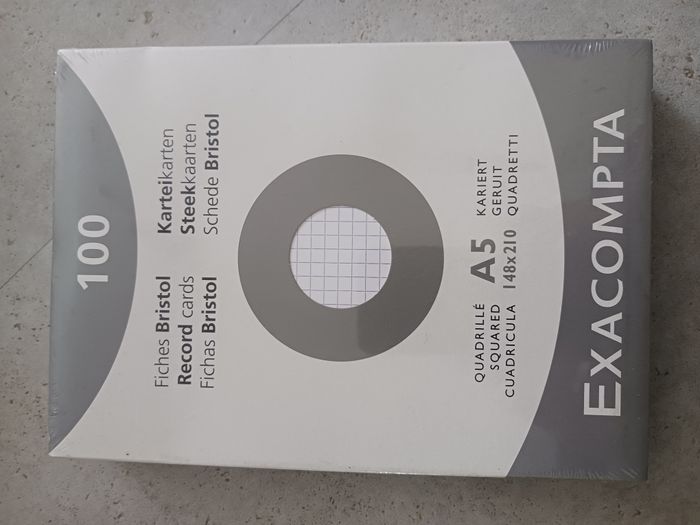 100
Fiches Bristol
Record cards
Fichas Bristol
Karteikarten
Steekkaarten
Schede Bristol
QUADRILLÉ
SQUARED
CUADRICULA
A5
148x210
KARIERT
GERUIT
QUADRETTI
EXACOMPTA